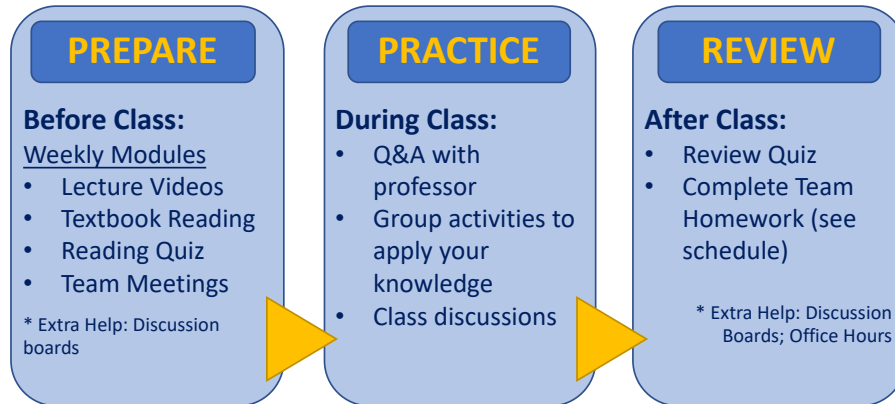 PREPARE
Before Class:
Weekly Modules
• Lecture Videos
• Textbook Reading
• Reading Quiz
• Team Meetings
* Extra Help: Discussion
boards
PRACTICE
During Class:
• Q&A with
professor
• Group activities to
apply your
knowledge
• Class discussions
REVIEW
After Class:
• Review Quiz
• Complete Team
Homework (see
schedule)
* Extra Help: Discussion
Boards; Office Hours